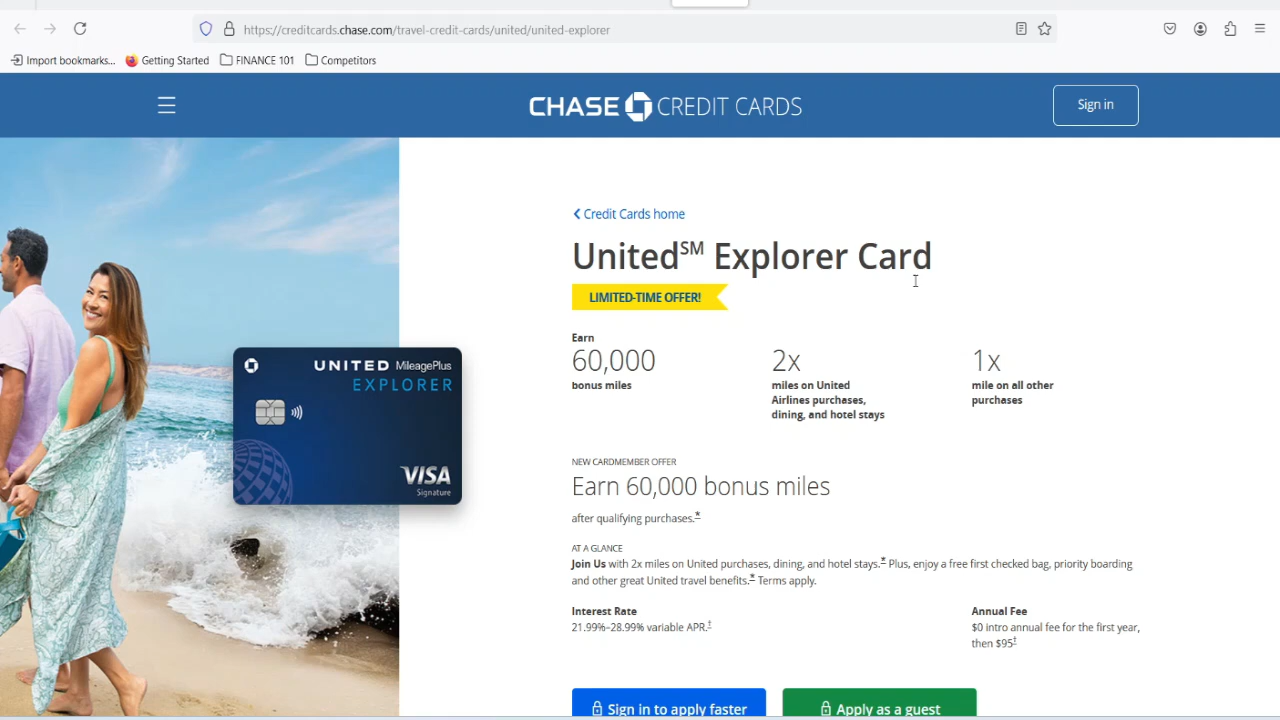 https://creditcards.chase.com/travel-credit-cards/united/united-explorer
Import bookmarks... Getting Started FINANCE 101 Competitors
CHASE CREDIT CARDS
Sign in
Credit Cards home
United℠ Explorer Card
LIMITED-TIME OFFER!
Earn
60,000
bonus miles
2x
miles on United
Airlines purchases,
dining, and hotel stays
1x
mile on all other
purchases
UNITED MileagePlus
EXPLORER
VISA
Signature
NEW CARDMEMBER OFFER
Earn 60,000 bonus miles
after qualifying purchases.*
AT A GLANCE
Join Us with 2x miles on United purchases, dining, and hotel stays.* Plus, enjoy a free first checked bag, priority boarding
and other great United travel benefits.* Terms apply.
Interest Rate
21.99%–28.99% variable APR.†
Annual Fee
$0 intro annual fee for the first year,
then $95†
Sign in to apply faster
Apply as a guest